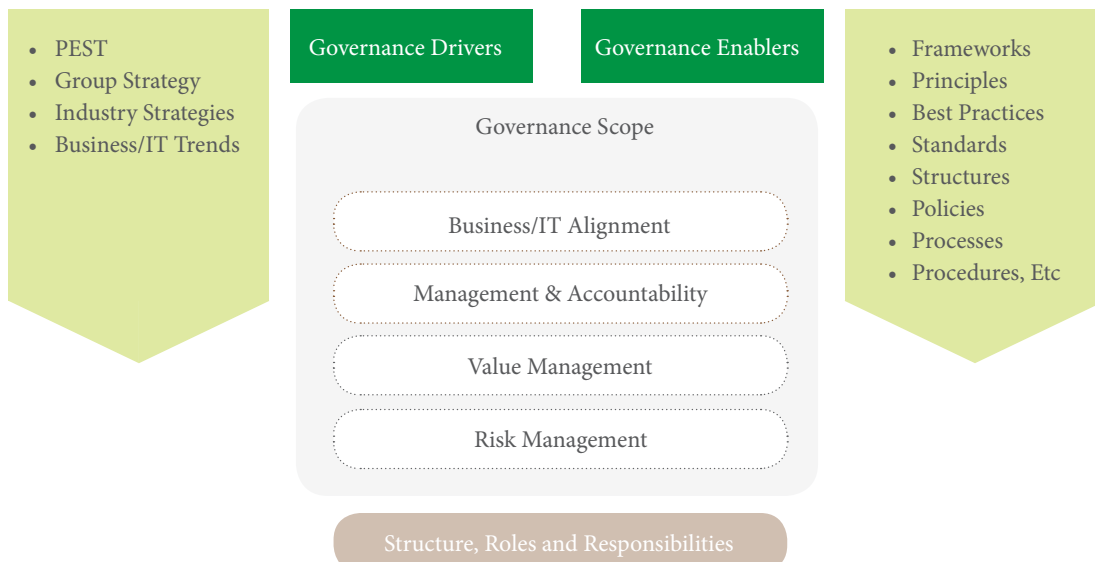 • PEST
• Group Strategy
• Industry Strategies
• Business/IT Trends
Governance Drivers
Governance Enablers
• Frameworks
• Principles
• Best Practices
• Standards
• Structures
• Policies
• Processes
• Procedures, Etc
Governance Scope
Business/IT Alignment
Management & Accountability
Value Management
Risk Management
Structure, Roles and Responsibilities